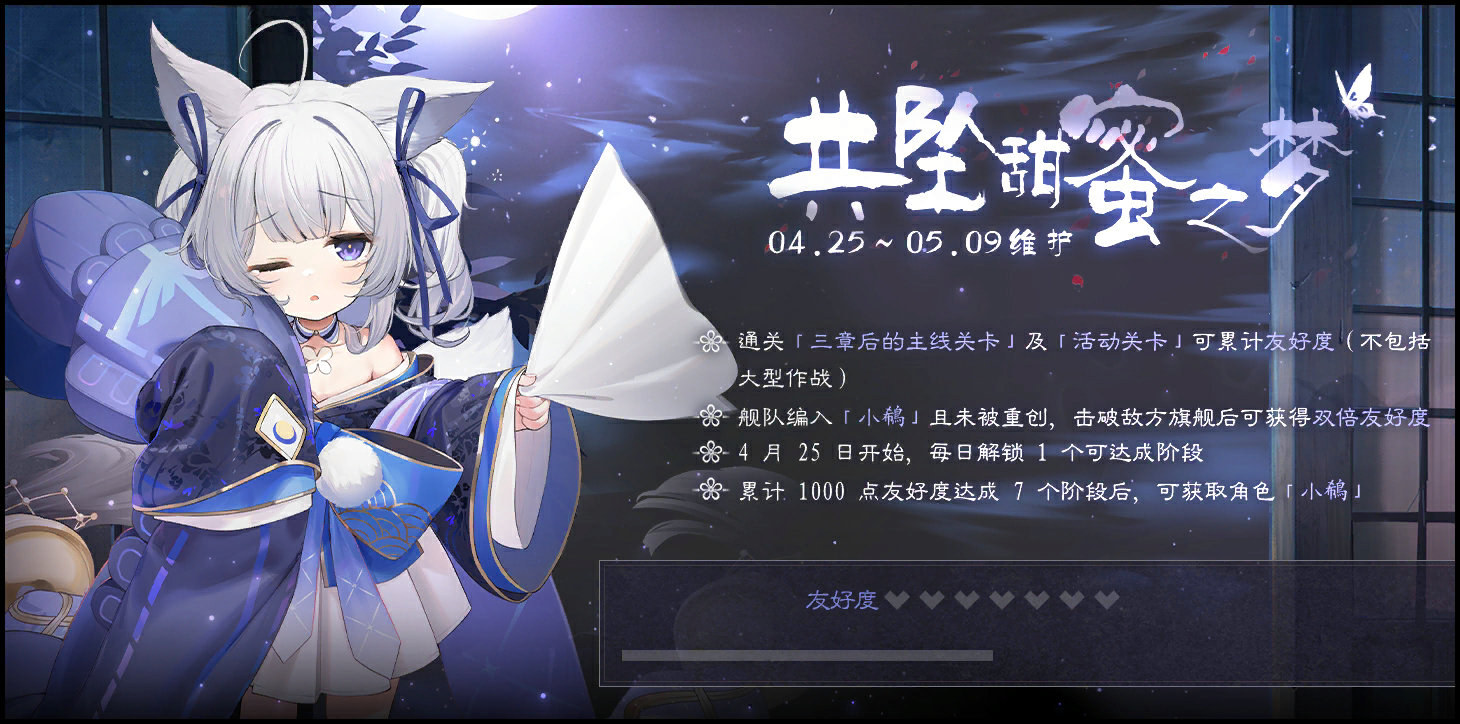 共坠甜蜜之梦
04.25~05.09维护
通关「三章后的主线关卡」及「活动关卡」可累计友好度（不包括
大型作战）
舰队编入「小鹬」且未被重创，击破敌方旗舰后可获得双倍友好度
4 月 25 日开始，每日解锁 1 个可达成阶段
累计 1000 点友好度达成 7 个阶段后，可获取角色「小鹬」
友好度